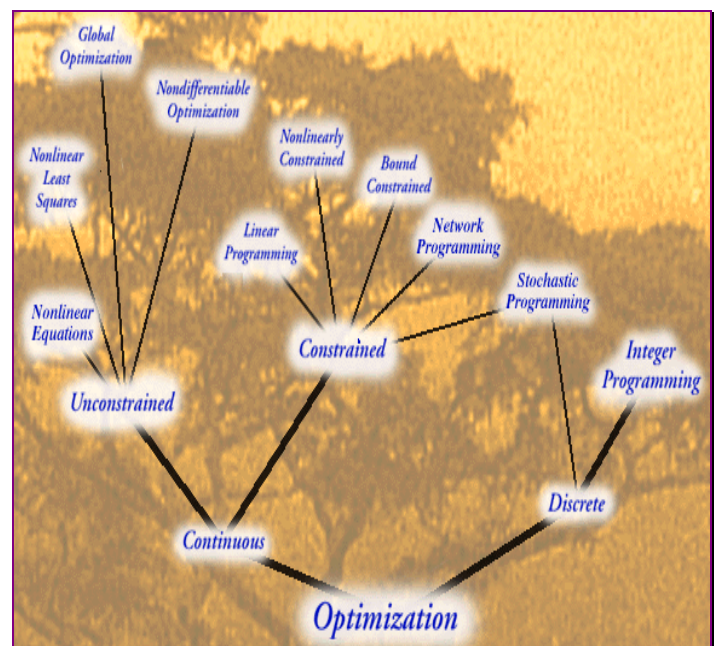 Global
Optimization
Nondifferentiable
Optimization
Nonlinear
Least
Squares
Nonlinearly
Constrained
Bound
Constrained
Linear
Programming
Network
Programming
Stochastic
Programming
Nonlinear
Equations
Constrained
Integer
Programming
Unconstrained
Discrete
Continuous
Optimization